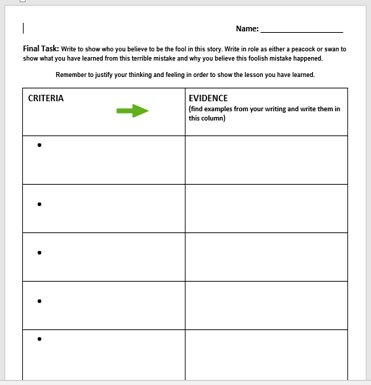 Name: ____________________
Final Task: Write to show who you believe to be the fool in this story. Write in role as either a peacock or swan to
show what you have learned from this terrible mistake and why you believe this foolish mistake happened.
Remember to justify your thinking and feeling in order to show the lesson you have learned.
CRITERIA
EVIDENCE
(find examples from your writing and write them in
this column)